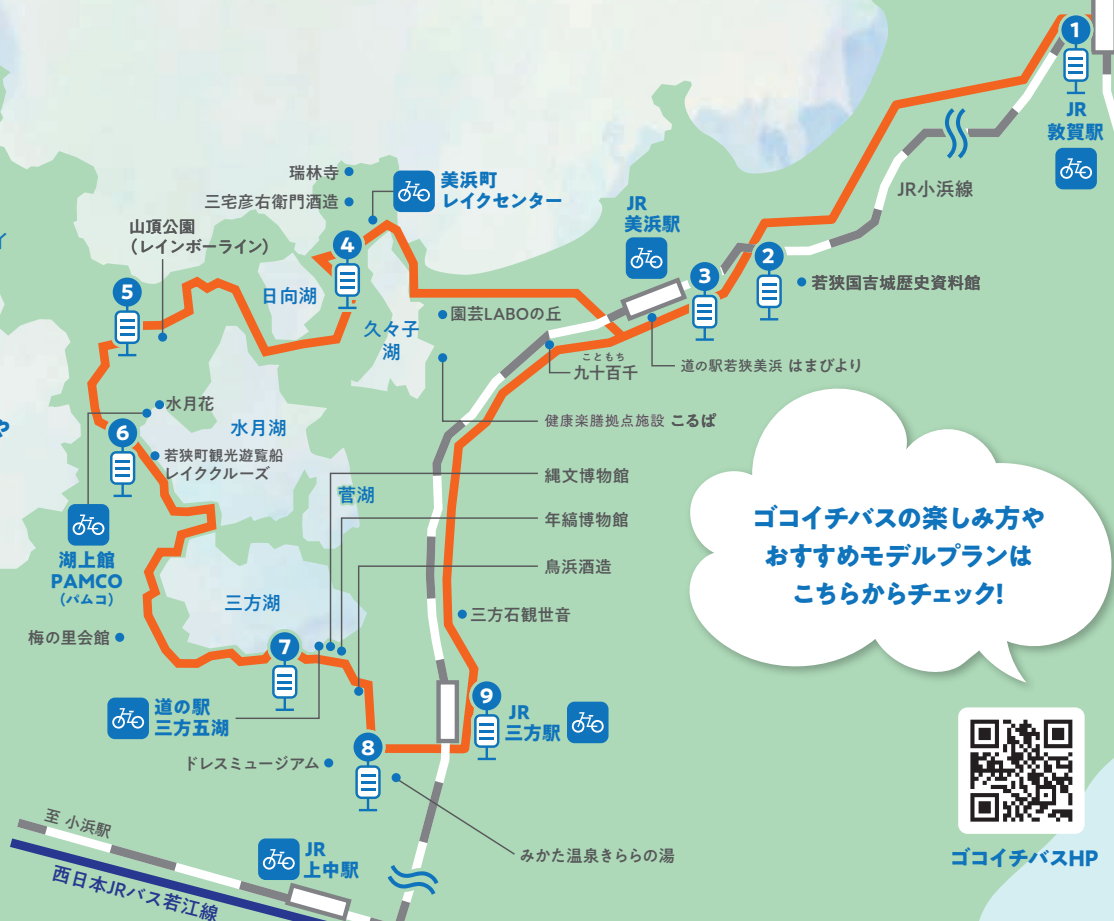 1
JR
敦賀駅
JR小浜線
瑞林寺
三宅彦右衛門酒造
美浜町
レイクセンター
山頂公園
(レインボーライン)
4
JR
美浜駅
2
3
若狭国吉城歴史資料館
5
日向湖
久々子
湖
園芸LABOの丘
こともち
九十百千
道の駅若狭美浜 はまびより
水月花
6
水月湖
若狭町観光遊覧船
レイククルーズ
健康楽膳拠点施設 こるぱ
菅湖
縄文博物館
年縞博物館
鳥浜酒造
湖上館
PAMCO
(パムコ)
三方湖
三方石観世音
梅の里会館
7
道の駅
三方五湖
9
JR
三方駅
8
ドレスミュージアム
みかた温泉きららの湯
至 小浜駅
JR
上中駅
西日本JRバス若江線
ゴコイチバスの楽しみ方や
おすすめモデルプランは
こちらからチェック!
ゴコイチバスHP